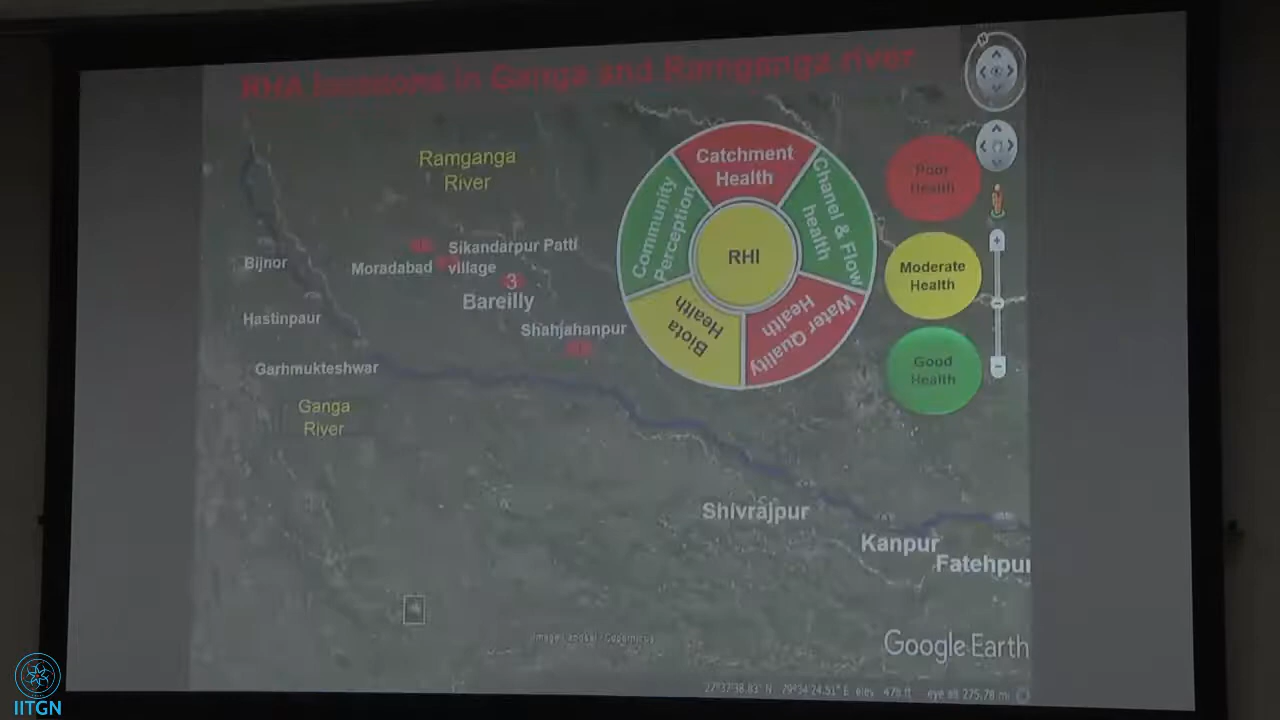 RHA locations in Ganga and Ramganga river
Ramganga
River
Sikandarpur Patti
village
Moradabad
Bijnor
3
Bareilly
Hastinpaur
Shahjahanpur
Garhmukteshwar
Ganga
River
Catchment
Health
Chanel & Flow
health
Water Quality
Health
Biota
Health
Community
Perception
RHI
Poor
Health
Moderate
Health
Good
Health
Shivrajpur
Kanpur
Fatehpur
Google Earth
IITGN